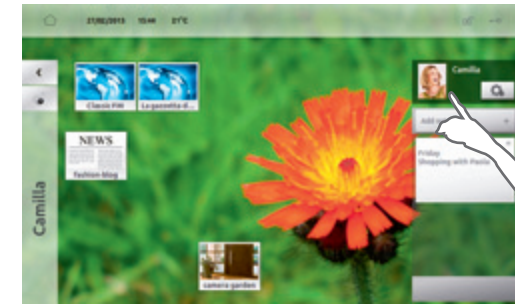 27/02/2013 10:44 21°C
Camilla
Classic FM
La gazzetta d...
NEWS
fashion-blog
camera garden
Camilla
Add
Friday
Shopping with Paola